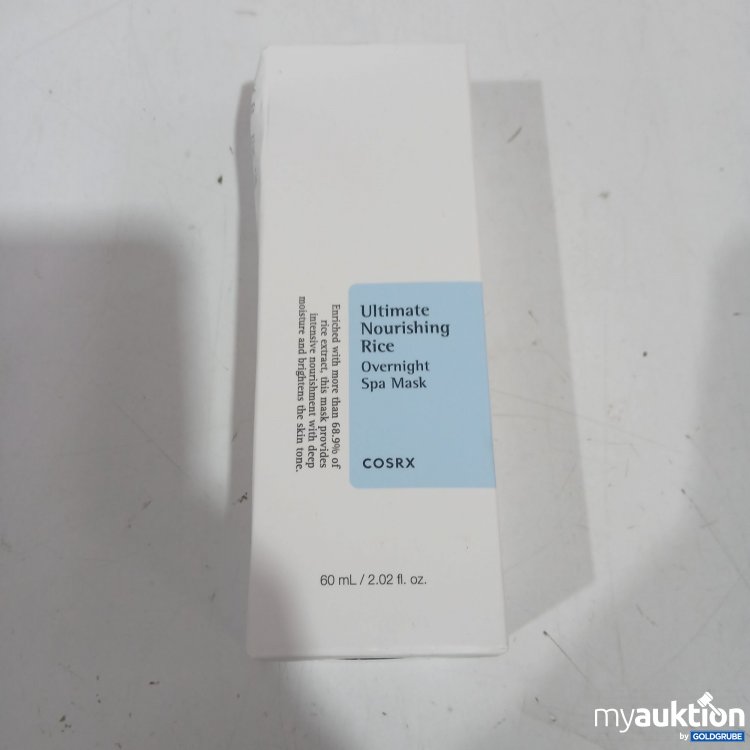 Ultimate
Nourishing
Rice
Overnight
Spa Mask
COSRX
Enriched with more than 68.9% of
rice extract, this mask provides
intensive nourishment with deep
moisture and brightens the skin tone.
60 mL / 2.02 fl. oz.
myauktion
by GOLDGRUBE